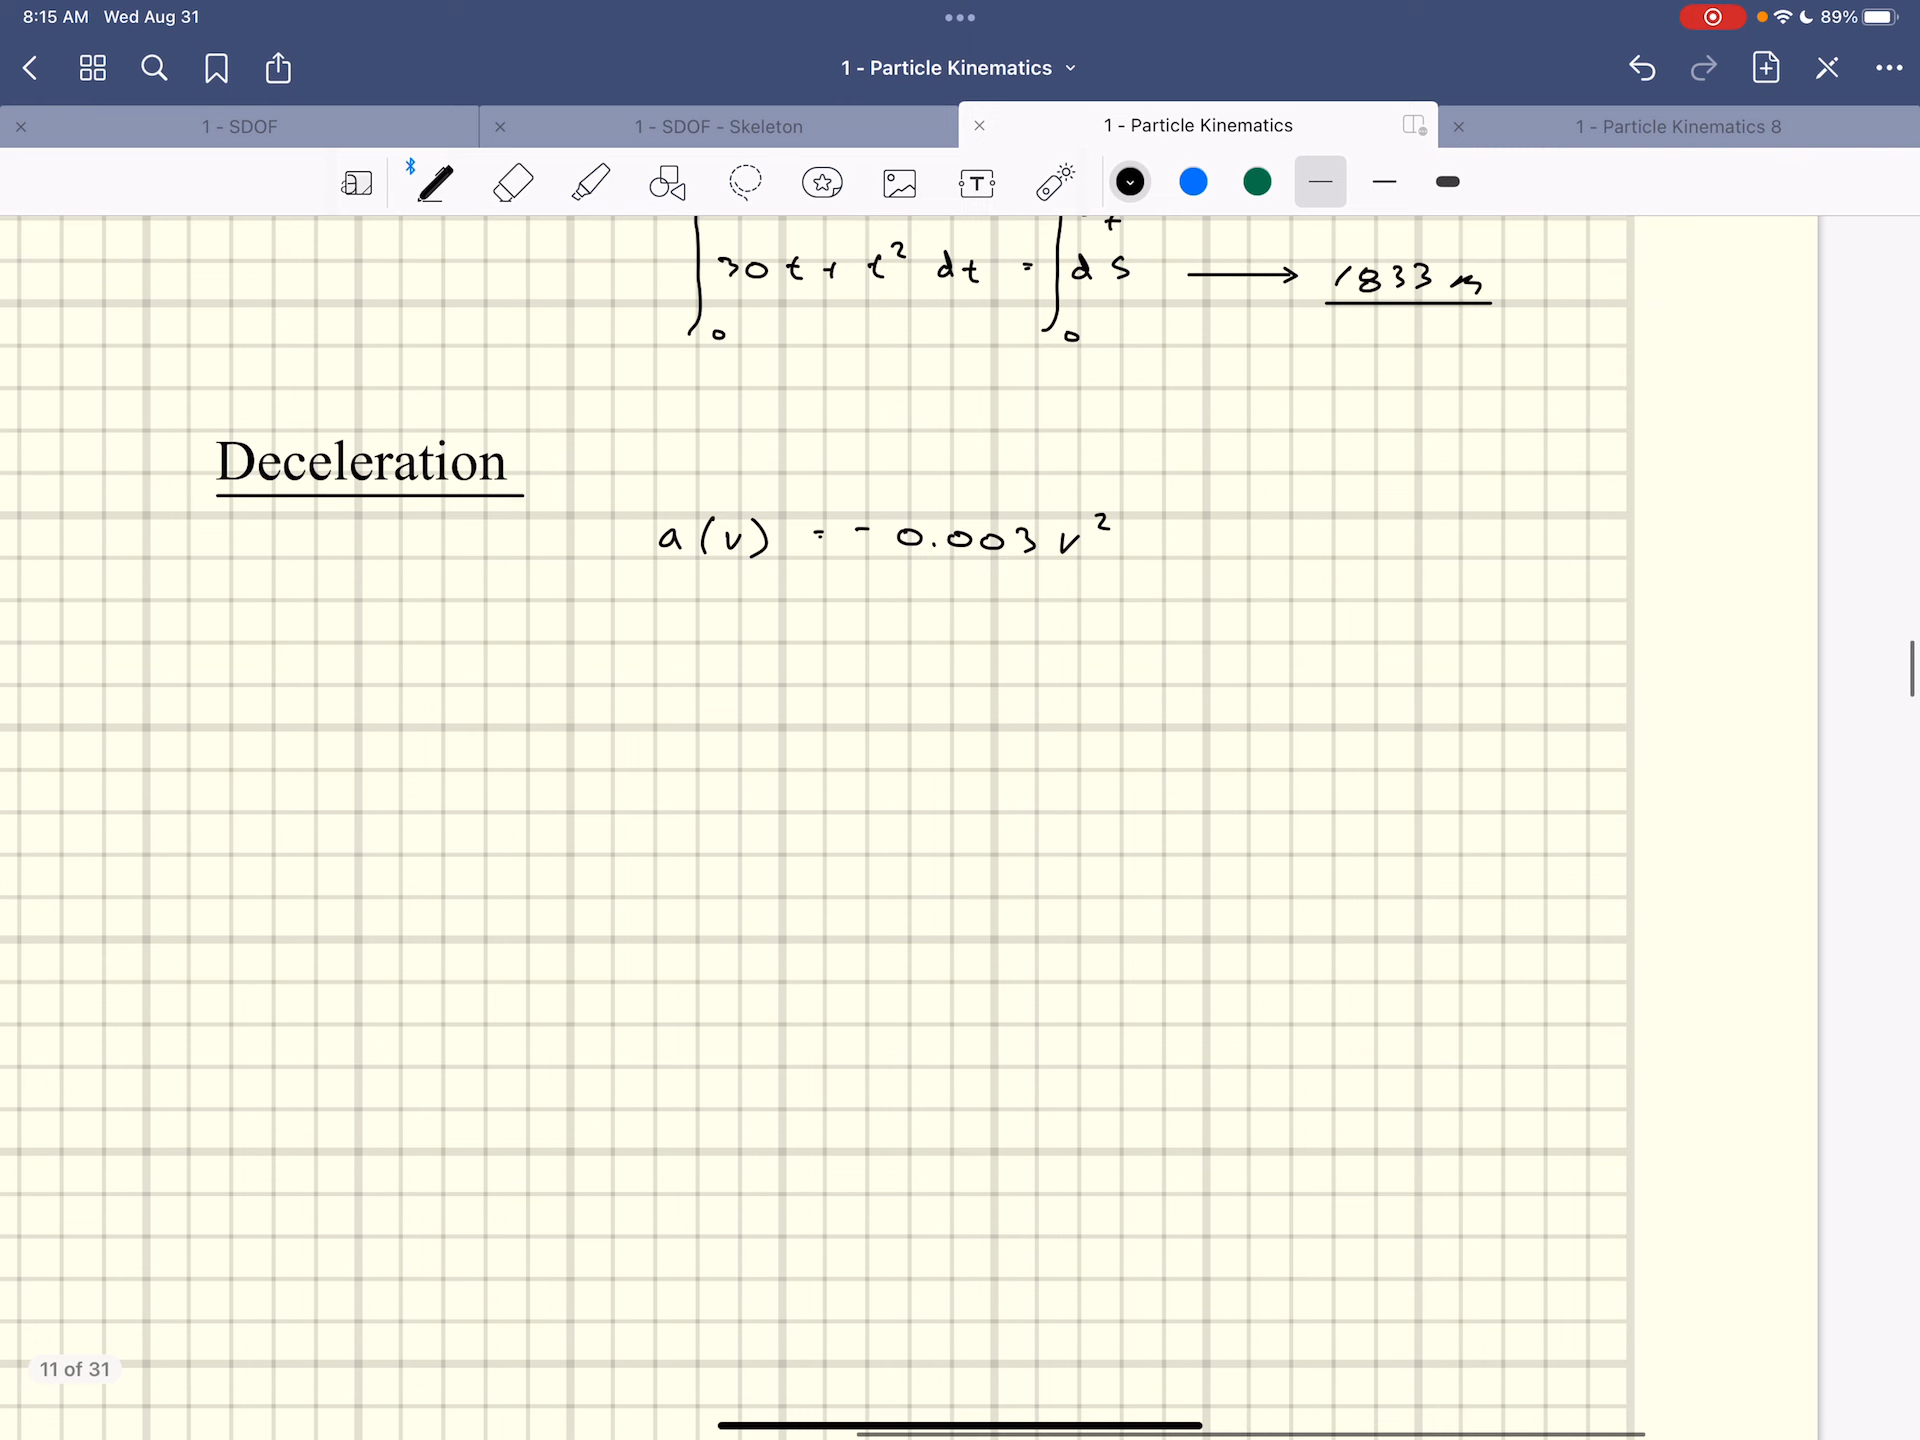 8:15 AM Wed Aug 31
89%
1 - Particle Kinematics
1 - SDOF
1 - SDOF - Skeleton
1 - Particle Kinematics
1 - Particle Kinematics 8
T
∫₀ 30t + t² dt = ∫₀ ds → 1833 m
Deceleration
a(v) = - 0.003 v²
11 of 31